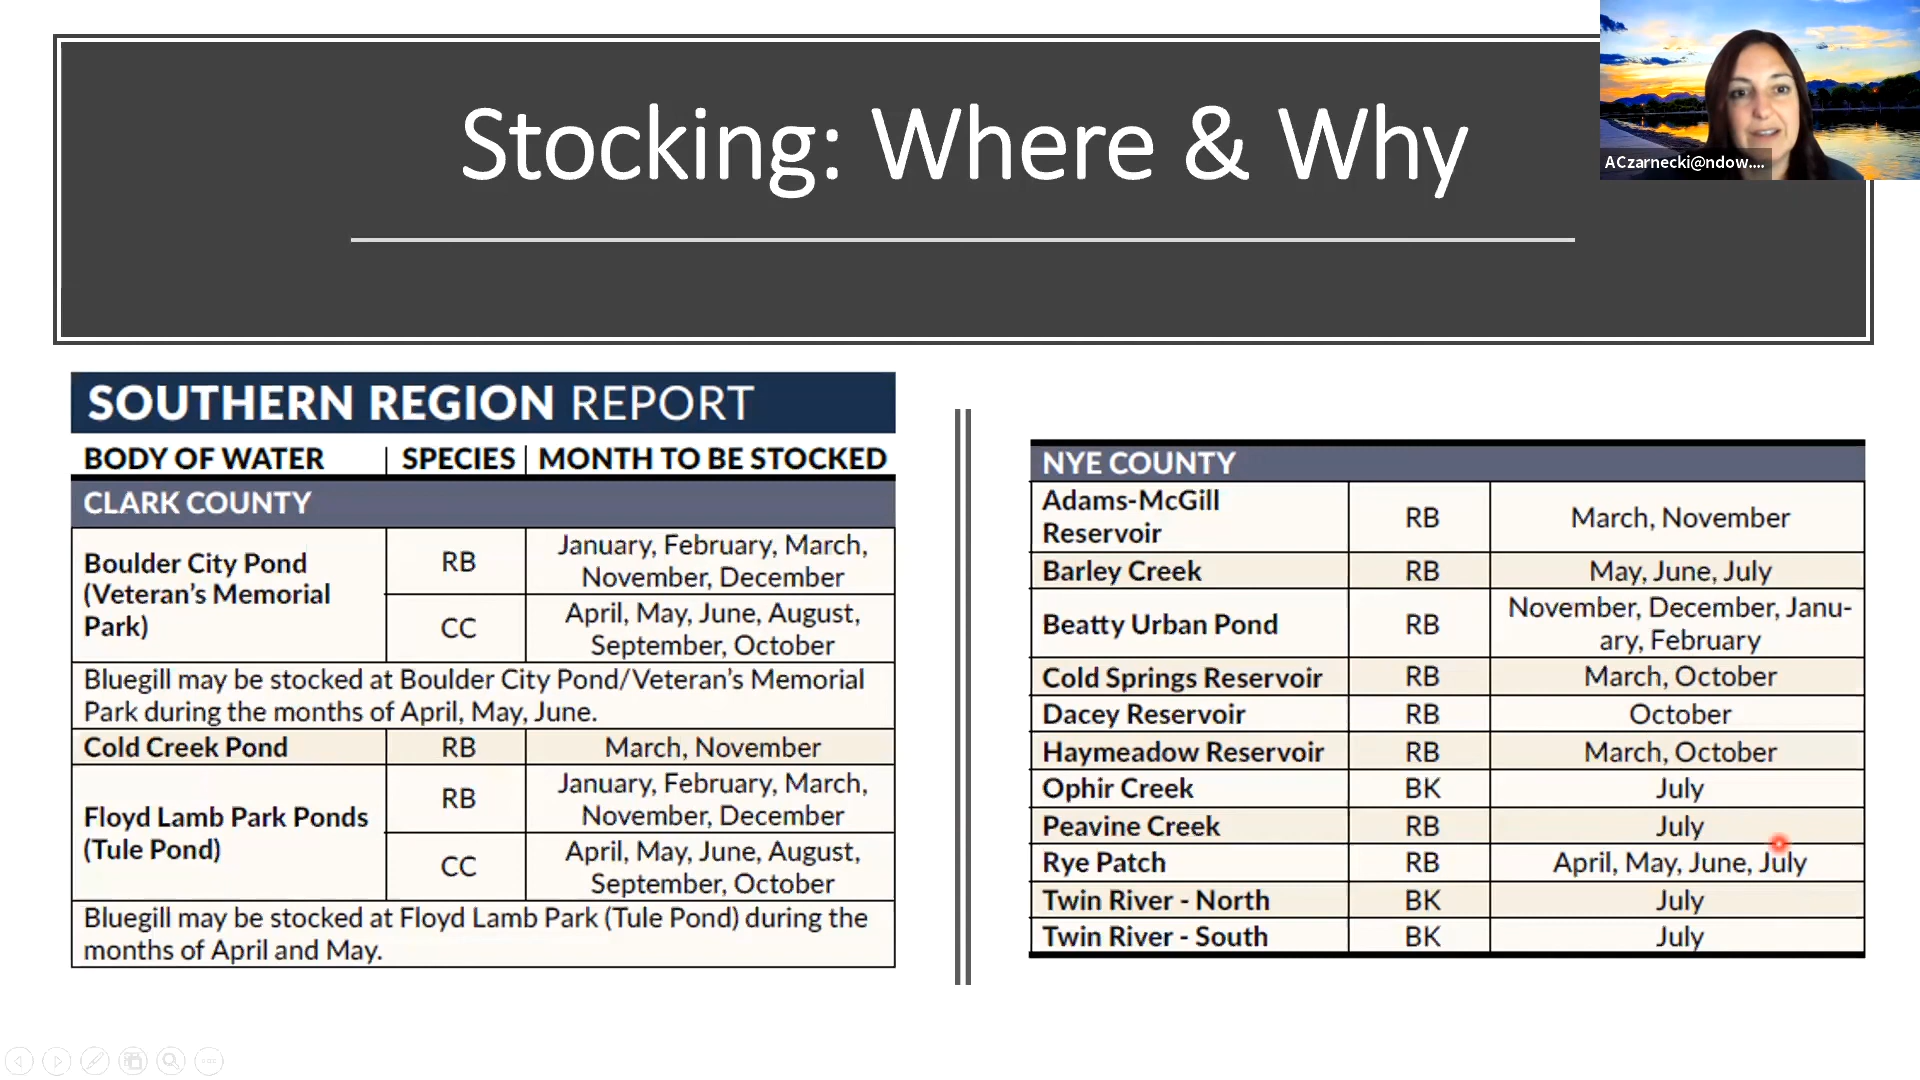 Stocking: Where & Why
ACzarnecki@ndow....
SOUTHERN REGION REPORT
BODY OF WATER SPECIES MONTH TO BE STOCKED
CLARK COUNTY
Boulder City Pond
(Veteran's Memorial
Park)
RB
January, February, March,
November, December
CC
April, May, June, August,
September, October
Bluegill may be stocked at Boulder City Pond/Veteran's Memorial
Park during the months of April, May, June.
Cold Creek Pond RB March, November
Floyd Lamb Park Ponds
(Tule Pond)
RB
January, February, March,
November, December
CC
April, May, June, August,
September, October
Bluegill may be stocked at Floyd Lamb Park (Tule Pond) during the
months of April and May.
NYE COUNTY
Adams-McGill
Reservoir
RB
March, November
Barley Creek RB May, June, July
Beatty Urban Pond
RB
November, December, Janu-
ary, February
Cold Springs Reservoir RB March, October
Dacey Reservoir RB October
Haymeadow Reservoir RB March, October
Ophir Creek BK July
Peavine Creek RB July
Rye Patch RB April, May, June, July
Twin River - North BK July
Twin River - South BK July